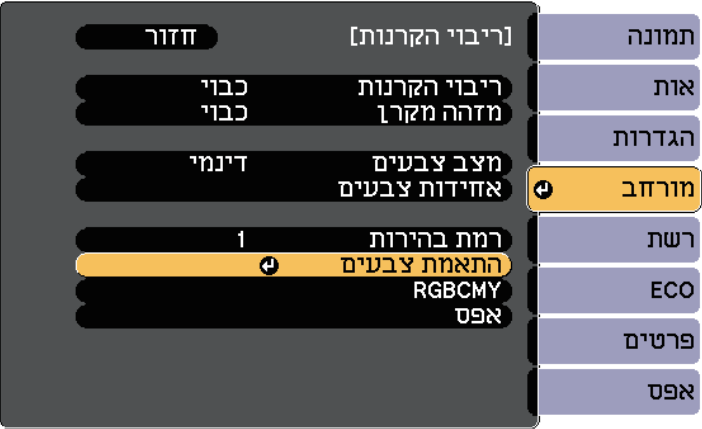 תמונה
אות
הגדרות
מורחב
רשת
ECO
פרטים
אפס
[ריבוי הקרנות] חזור
ריבוי הקרנות כבוי
מזהה מקרן כבוי
מצב צבעים דינמי
אחידות צבעים
רמת בהירות 1
התאמת צבעים
RGBCMY
אפס